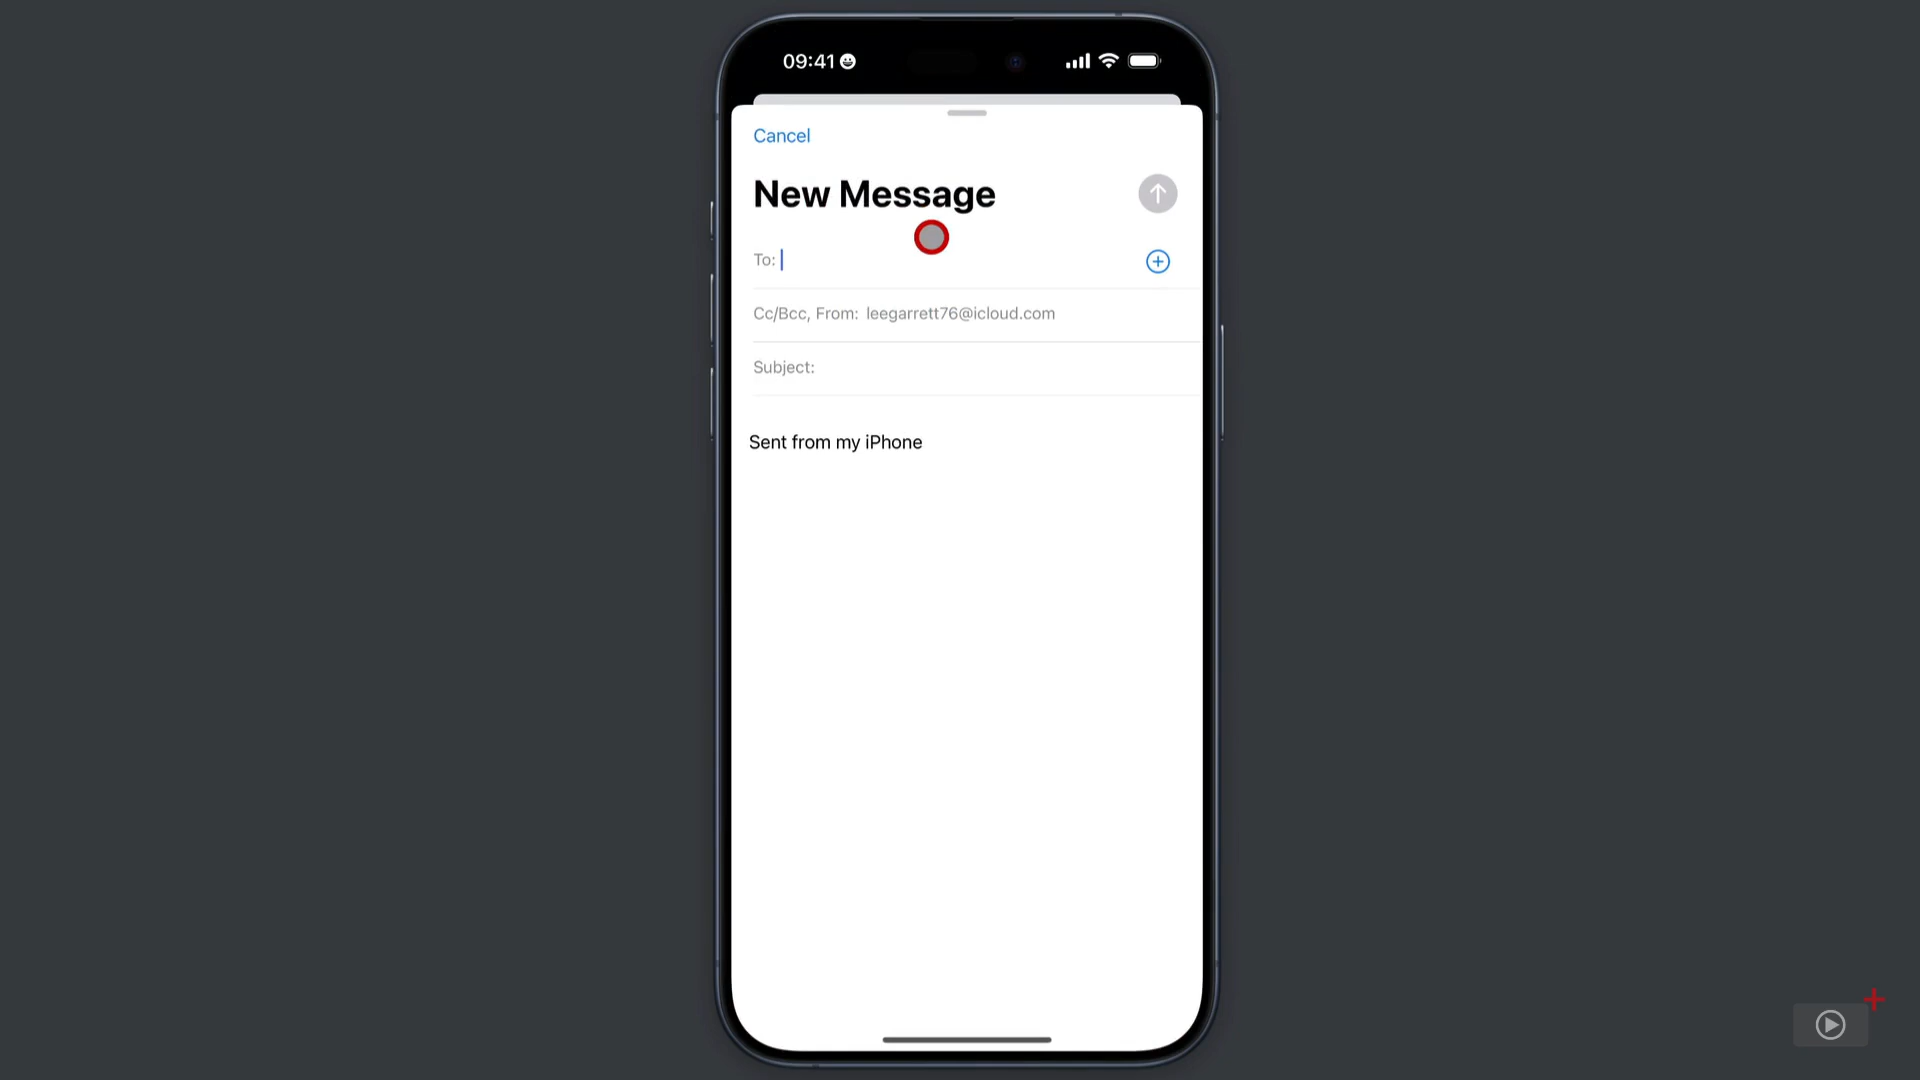 09:41
Cancel
New Message
To:
Cc/Bcc, From: leegarrett76@icloud.com
Subject:
Sent from my iPhone